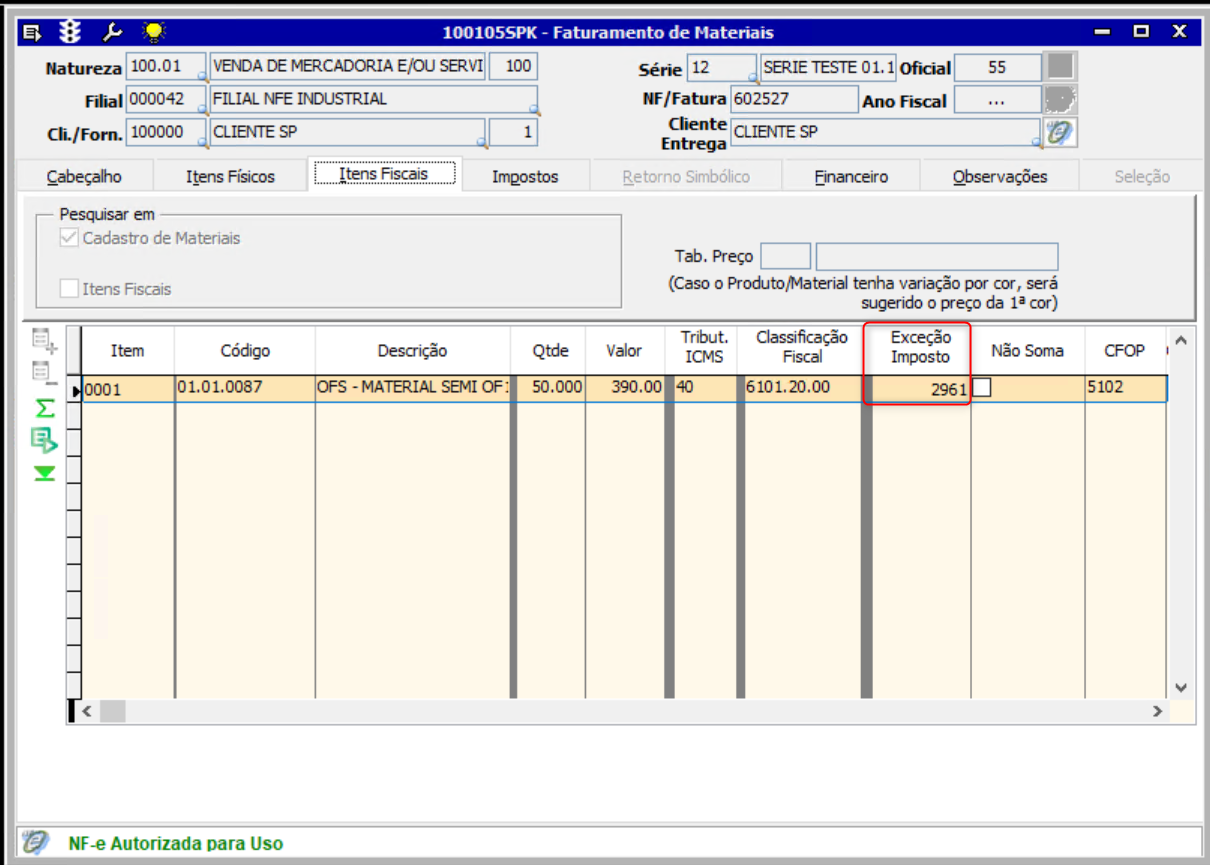 100105SPK - Faturamento de Materiais
Natureza 100.01 VENDA DE MERCADORIA E/OU SERVI 100 Série 12 SERIE TESTE 01.1 Oficial 55
Filial 000042 FILIAL NFE INDUSTRIAL NF/Fatura 602527 Ano Fiscal ...
Cli./Forn. 100000 CLIENTE SP 1 Cliente Entrega CLIENTE SP
Cabeçalho Itens Físicos Itens Fiscais Impostos Retorno Simbólico Financeiro Observações Seleção
Pesquisar em
Cadastro de Materiais
Itens Fiscais
Tab. Preço
(Caso o Produto/Material tenha variação por cor, será
sugerido o preço da 1ª cor)
Item Código Descrição Qtde Valor Tribut. ICMS Classificação Fiscal Exceção Imposto Não Soma CFOP
0001 01.01.0087 OFS - MATERIAL SEMI OF1 50.000 390.00 40 6101.20.00 2961 5102
NF-e Autorizada para Uso